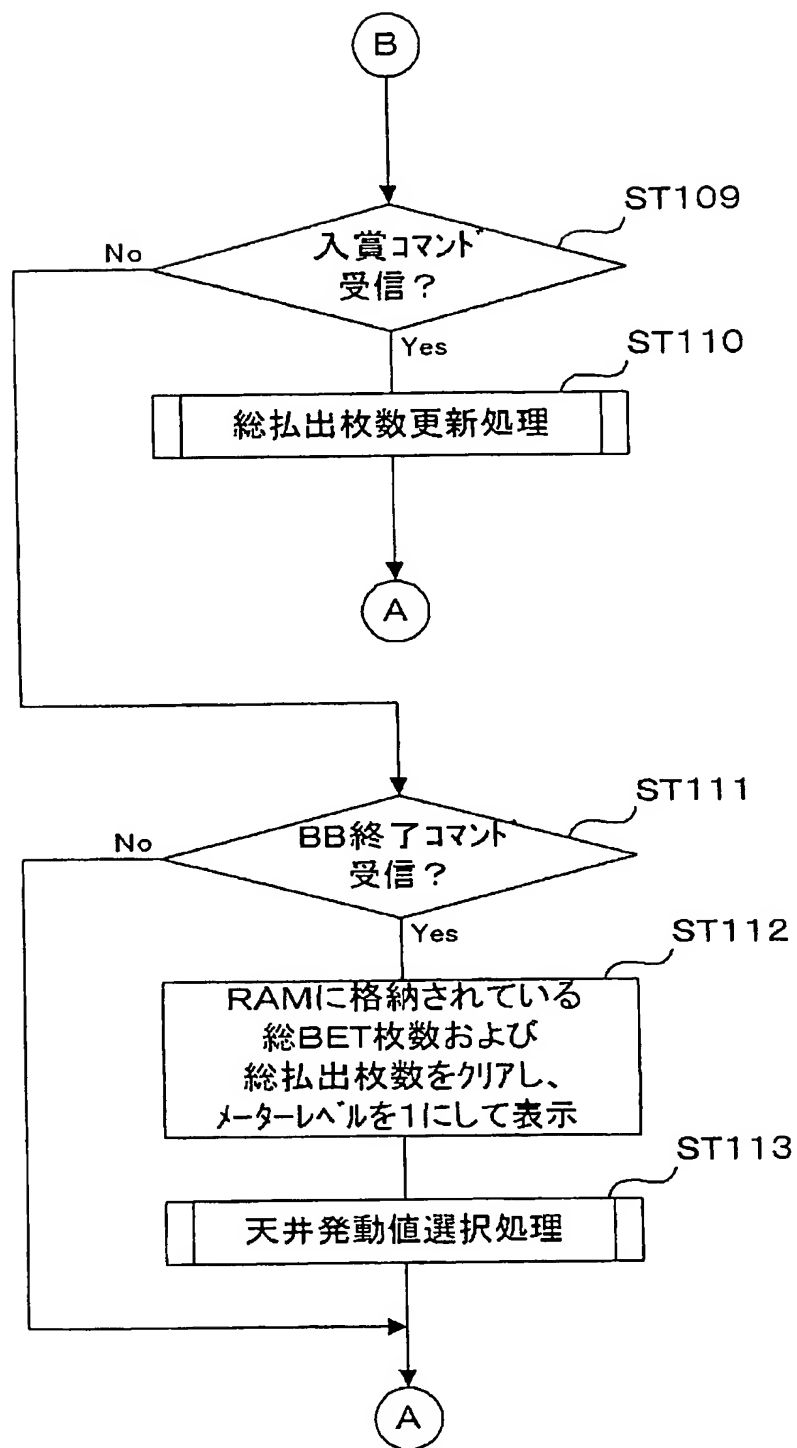 B
ST109
No
入賞コマンド
受信？
Yes
ST110
総払出枚数更新処理
A
ST111
No
BB終了コマンド
受信？
Yes
ST112
RAMに格納されている
総BET枚数および
総払出枚数をクリアし、
メーターレベルを1にして表示
ST113
天井発動値選択処理
A